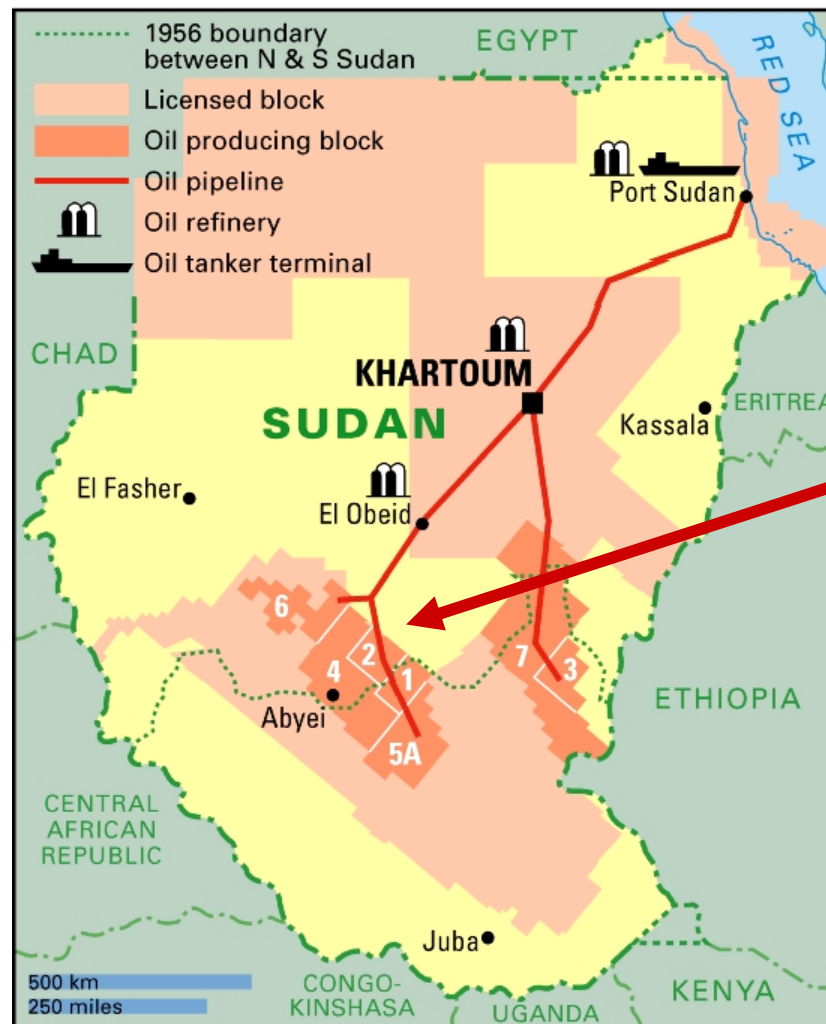 1956 boundary
between N & S Sudan
Licensed block
Oil producing block
Oil pipeline
Oil refinery
Oil tanker terminal
EGYPT
RED SEA
Port Sudan
CHAD
KHARTOUM
SUDAN
Kassala
ERITREA
El Fasher
El Obeid
6
2
4
1
7
3
Abyei
5A
ETHIOPIA
CENTRAL
AFRICAN
REPUBLIC
Juba
500 km
250 miles
CONGO-
KINSHASA
UGANDA
KENYA